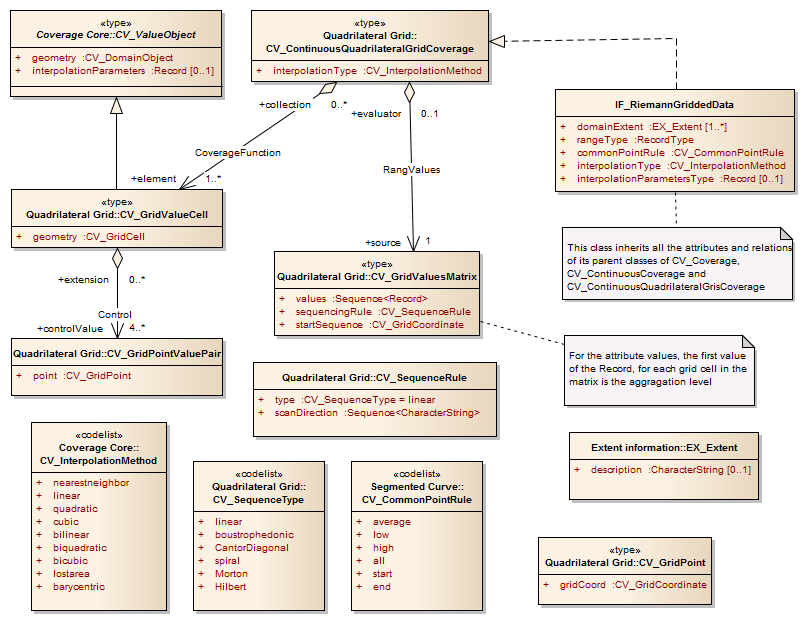 «type»
Coverage Core::CV_ValueObject
+ geometry :CV_DomainObject
+ interpolationParameters :Record [0..1]
«type»
Quadrilateral Grid::
CV_ContinuousQuadrilateralGridCoverage
+ interpolationType :CV_InterpolationMethod
IF_RiemannGriddedData
+ domainExtent :EX_Extent [1..*]
+ rangeType :RecordType
+ commonPointRule :CV_CommonPointRule
+ interpolationType :CV_InterpolationMethod
+ interpolationParametersType :Record [0..1]
+collection
0..*
+evaluator
0..1
CoverageFunction
RangValues
+element
1..*
+source
1
«type»
Quadrilateral Grid::CV_GridValueCell
+ geometry :CV_GridCell
This class inherits all the attributes and relations
of its parent classes of CV_Coverage,
CV_ContinuousCoverage and
CV_ContinuousQuadrilateralGrisCoverage
«type»
Quadrilateral Grid::CV_GridValuesMatrix
+ values :Sequence<Record>
+ sequencingRule :CV_SequenceRule
+ startSequence :CV_GridCoordinate
+extension
0..*
Control
+controlValue
4..*
Quadrilateral Grid::CV_GridPointValuePair
+ point :CV_GridPoint
For the attribute values, the first value
of the Record, for each grid cell in the
matrix is the aggragation level
Quadrilateral Grid::CV_SequenceRule
+ type :CV_SequenceType = linear
+ scanDirection :Sequence<CharacterString>
«codelist»
Coverage Core::
CV_InterpolationMethod
+ nearestneighbor
+ linear
+ quadratic
+ cubic
+ bilinear
+ biquadratic
+ bicubic
+ lostarea
+ barycentric
«codelist»
Quadrilateral Grid::
CV_SequenceType
+ linear
+ boustrophedonic
+ CantorDiagonal
+ spiral
+ Morton
+ Hilbert
«codelist»
Segmented Curve::
CV_CommonPointRule
+ average
+ low
+ high
+ all
+ start
+ end
Extent information::EX_Extent
+ description :CharacterString [0..1]
«type»
Quadrilateral Grid::CV_GridPoint
+ gridCoord :CV_GridCoordinate